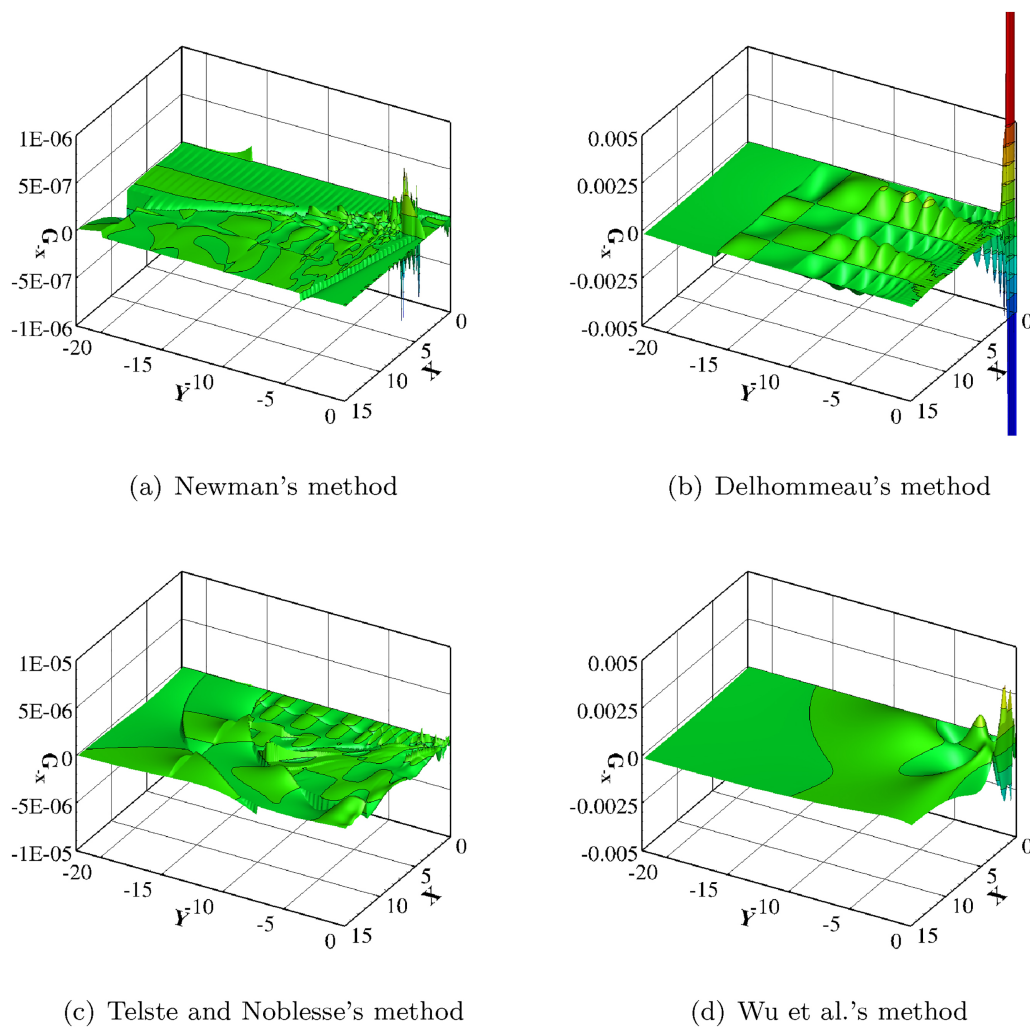 1E-06
5E-07
0
-5E-07
-1E-06
G-x
-20
-15
-10
-5
0
Y
15
10
5
0
X
(a) Newman's method
0.005
0.0025
0
-0.0025
-0.005
G-x
-20
-15
-10
-5
0
Y
15
10
5
0
X
(b) Delhommeau's method
1E-05
5E-06
0
-5E-06
-1E-05
G-x
-20
-15
-10
-5
0
Y
15
10
5
0
X
(c) Telste and Noblesse's method
0.005
0.0025
0
-0.0025
-0.005
G-x
-20
-15
-10
-5
0
Y
15
10
5
0
X
(d) Wu et al.'s method